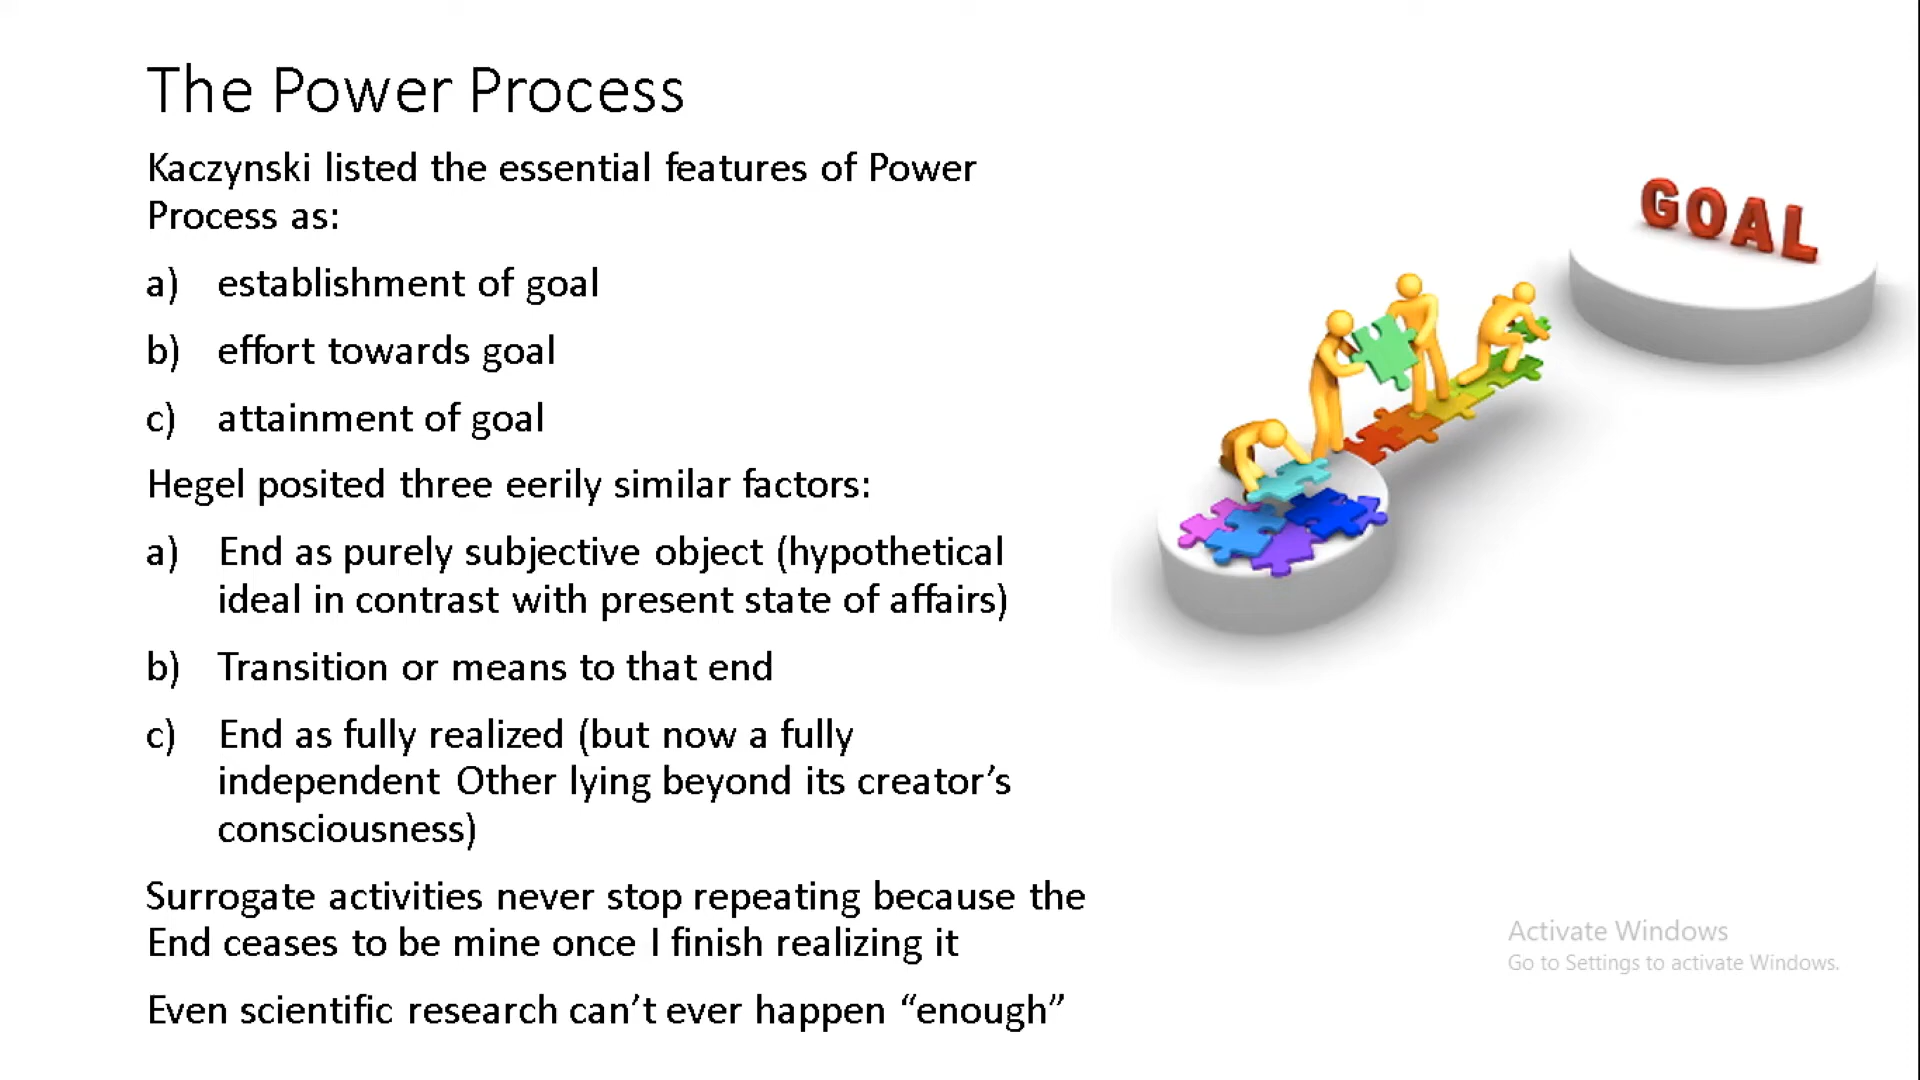 The Power Process
Kaczynski listed the essential features of Power
Process as:
a) establishment of goal
b) effort towards goal
c) attainment of goal
Hegel posited three eerily similar factors:
a) End as purely subjective object (hypothetical
ideal in contrast with present state of affairs)
b) Transition or means to that end
c) End as fully realized (but now a fully
independent Other lying beyond its creator’s
consciousness)
Surrogate activities never stop repeating because the
End ceases to be mine once I finish realizing it
Even scientific research can’t ever happen “enough”
GOAL
Activate Windows
Go to Settings to activate Windows.